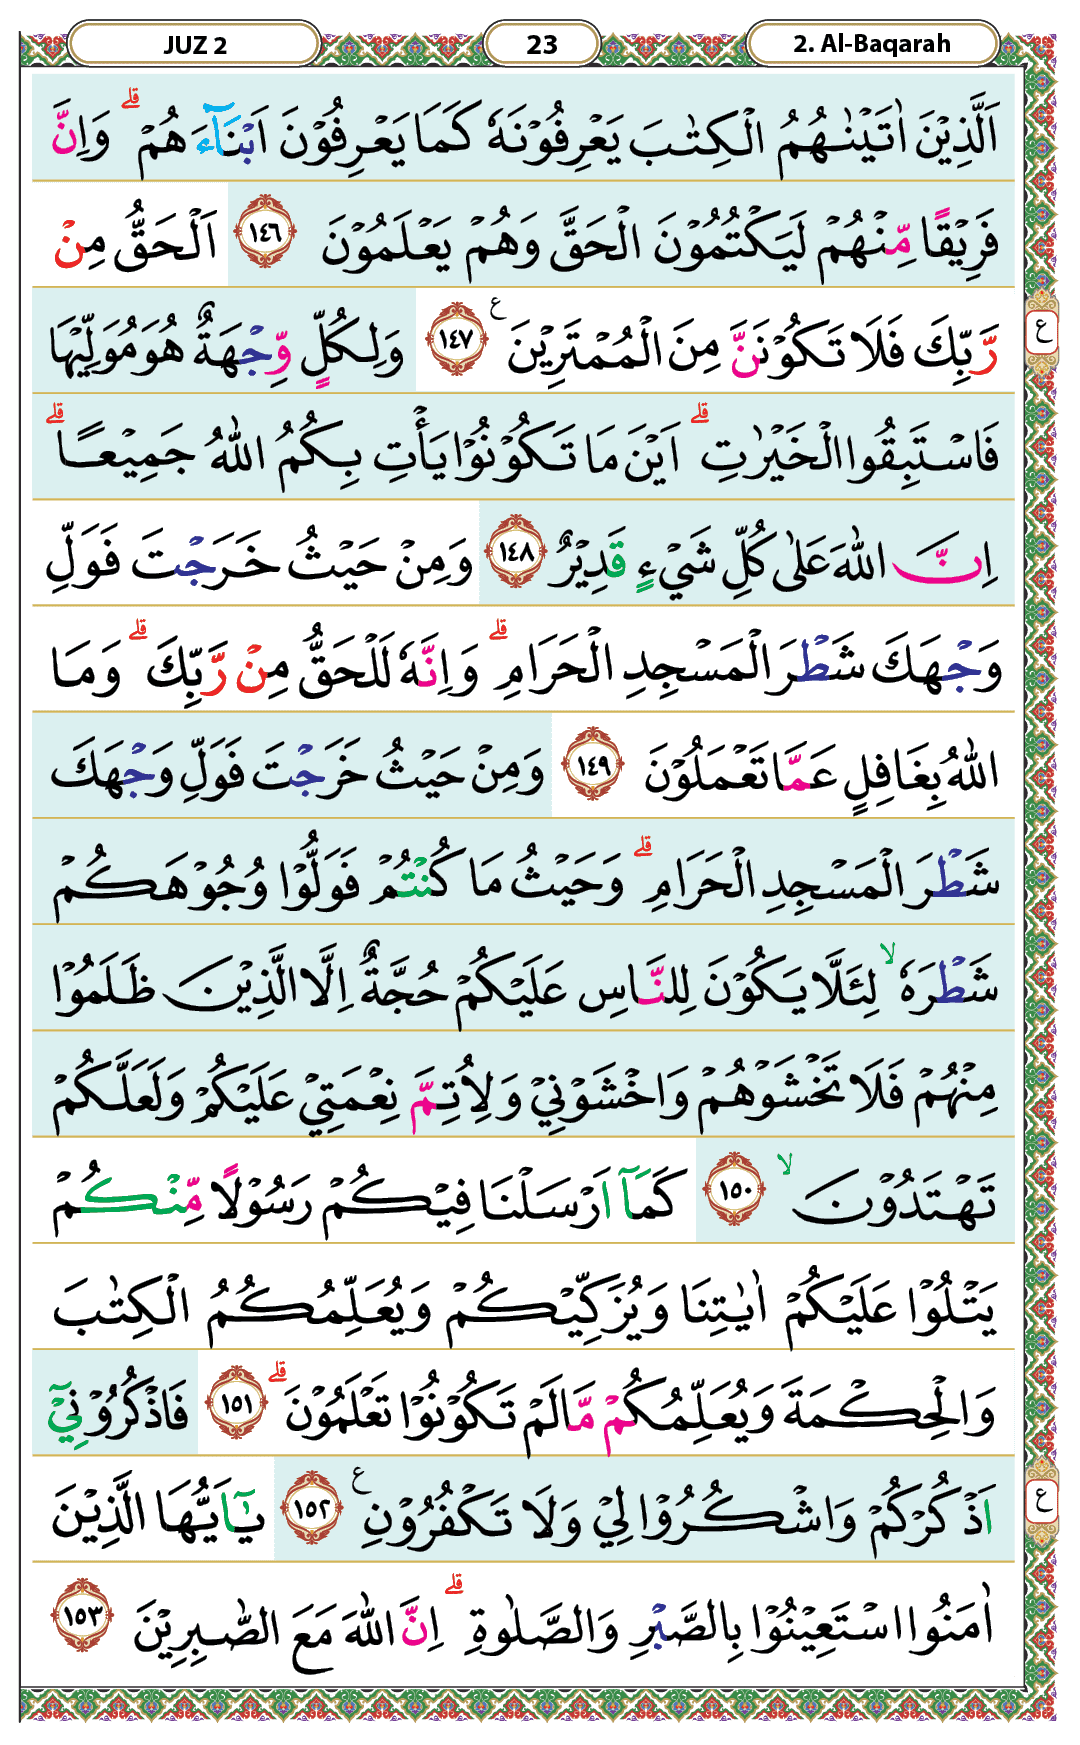 JUZ 2
23
2. Al-Baqarah
اَلَّذِيْنَ اٰتَيْنٰهُمُ الْكِتٰبَ يَعْرِفُوْنَهٗ كَمَا يَعْرِفُوْنَ اَبْنَآءَهُمْ ۗ وَاِنَّ
فَرِيْقًا مِّنْهُمْ لَيَكْتُمُوْنَ الْحَقَّ وَهُمْ يَعْلَمُوْنَ ١٤٦ اَلْحَقُّ مِنْ
رَّبِّكَ فَلَا تَكُوْنَنَّ مِنَ الْمُمْتَرِيْنَ ع ١٤٧ وَلِكُلٍّ وِّجْهَةٌ هُوَ مُوَلِّيْهَا
ع
فَاسْتَبِقُوا الْخَيْرٰتِ ۗ اَيْنَ مَا تَكُوْنُوْا يَأْتِ بِكُمُ اللّٰهُ جَمِيْعًا ۗ
اِنَّ اللّٰهَ عَلٰى كُلِّ شَيْءٍ قَدِيْرٌ ١٤٨ وَمِنْ حَيْثُ خَرَجْتَ فَوَلِّ
وَجْهَكَ شَطْرَ الْمَسْجِدِ الْحَرَامِ ۗ وَاِنَّهٗ لَلْحَقُّ مِنْ رَّبِّكَ ۗ وَمَا
اللّٰهُ بِغَافِلٍ عَمَّا تَعْمَلُوْنَ ١٤٩ وَمِنْ حَيْثُ خَرَجْتَ فَوَلِّ وَجْهَكَ
شَطْرَ الْمَسْجِدِ الْحَرَامِ ۗ وَحَيْثُ مَا كُنْتُمْ فَوَلُّوْا وُجُوْهَكُمْ
شَطْرَهٗ ۙ لِئَلَّا يَكُوْنَ لِلنَّاسِ عَلَيْكُمْ حُجَّةٌ اِلَّا الَّذِيْنَ ظَلَمُوْا
مِنْهُمْ فَلَا تَخْشَوْهُمْ وَاخْشَوْنِيْ وَلِاُتِمَّ نِعْمَتِيْ عَلَيْكُمْ وَلَعَلَّكُمْ
تَهْتَدُوْنَ ۙ ١٥٠ كَمَآ اَرْسَلْنَا فِيْكُمْ رَسُوْلًا مِّنْكُمْ
يَتْلُوْا عَلَيْكُمْ اٰيٰتِنَا وَيُزَكِّيْكُمْ وَيُعَلِّمُكُمُ الْكِتٰبَ
وَالْحِكْمَةَ وَيُعَلِّمُكُمْ مَّا لَمْ تَكُوْنُوْا تَعْلَمُوْنَ ۗ ١٥١ فَاذْكُرُوْنِيْٓ
اَذْكُرْكُمْ وَاشْكُرُوْا لِيْ وَلَا تَكْفُرُوْنِ ع ١٥٢ يٰٓاَيُّهَا الَّذِيْنَ
ع
اٰمَنُوا اسْتَعِيْنُوْا بِالصَّبْرِ وَالصَّلٰوةِ ۗ اِنَّ اللّٰهَ مَعَ الصّٰبِرِيْنَ ١٥٣